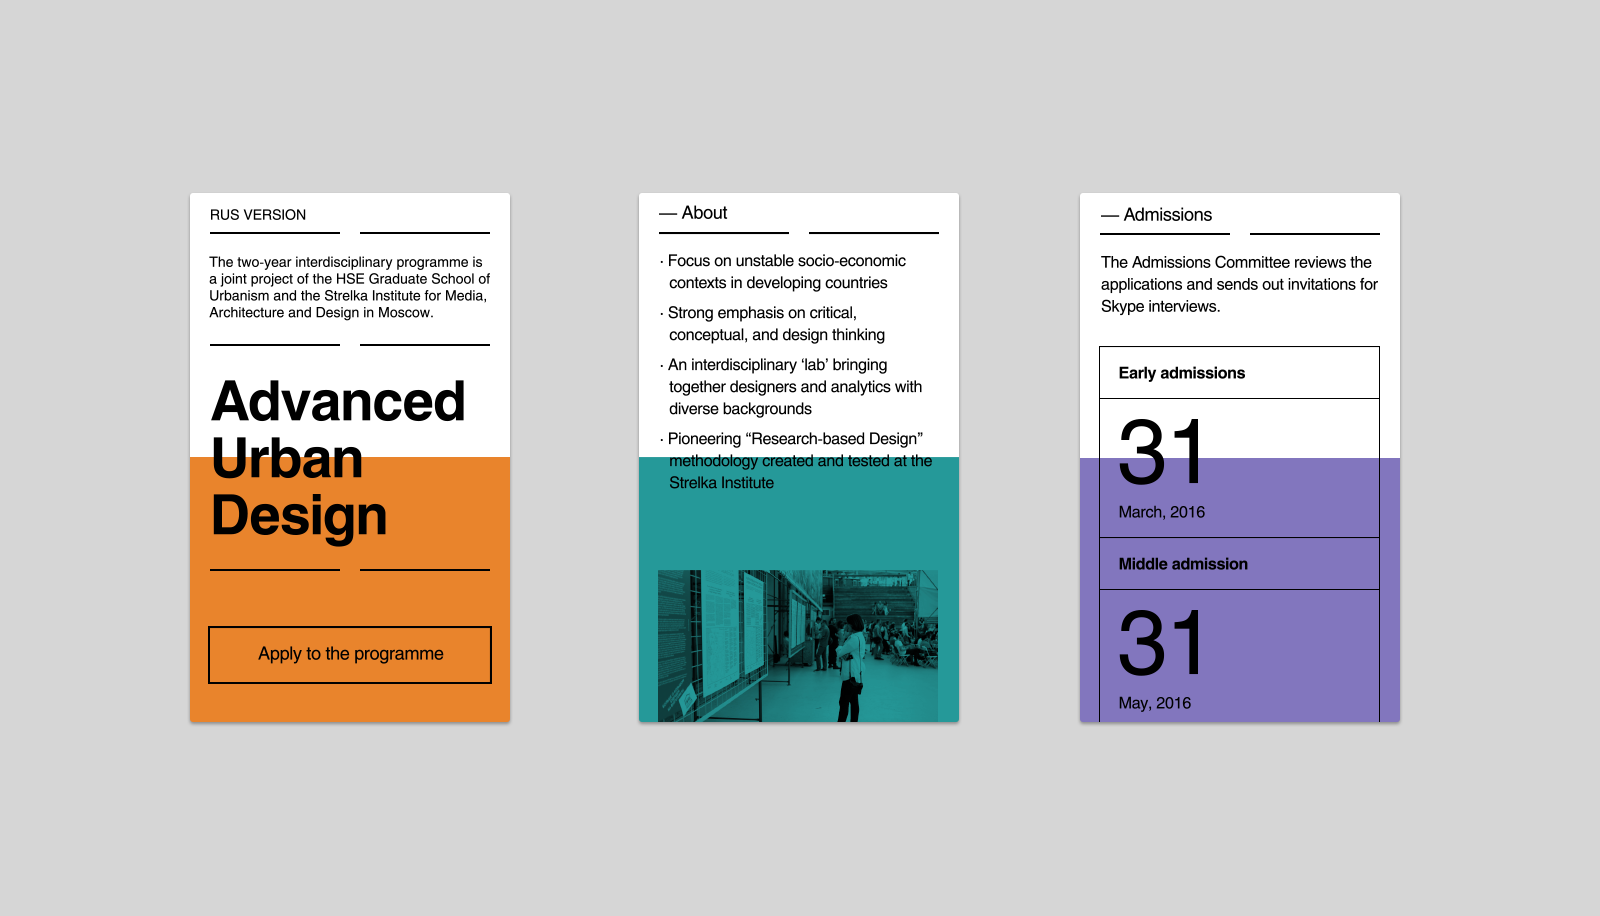 RUS VERSION
The two-year interdisciplinary programme is
a joint project of the HSE Graduate School of
Urbanism and the Strelka Institute for Media,
Architecture and Design in Moscow.
Advanced
Urban
Design
Apply to the programme
— About
· Focus on unstable socio-economic
contexts in developing countries
· Strong emphasis on critical,
conceptual, and design thinking
· An interdisciplinary ‘lab’ bringing
together designers and analytics with
diverse backgrounds
· Pioneering “Research-based Design”
methodology created and tested at the
Strelka Institute
— Admissions
The Admissions Committee reviews the
applications and sends out invitations for
Skype interviews.
Early admissions
31
March, 2016
Middle admission
31
May, 2016